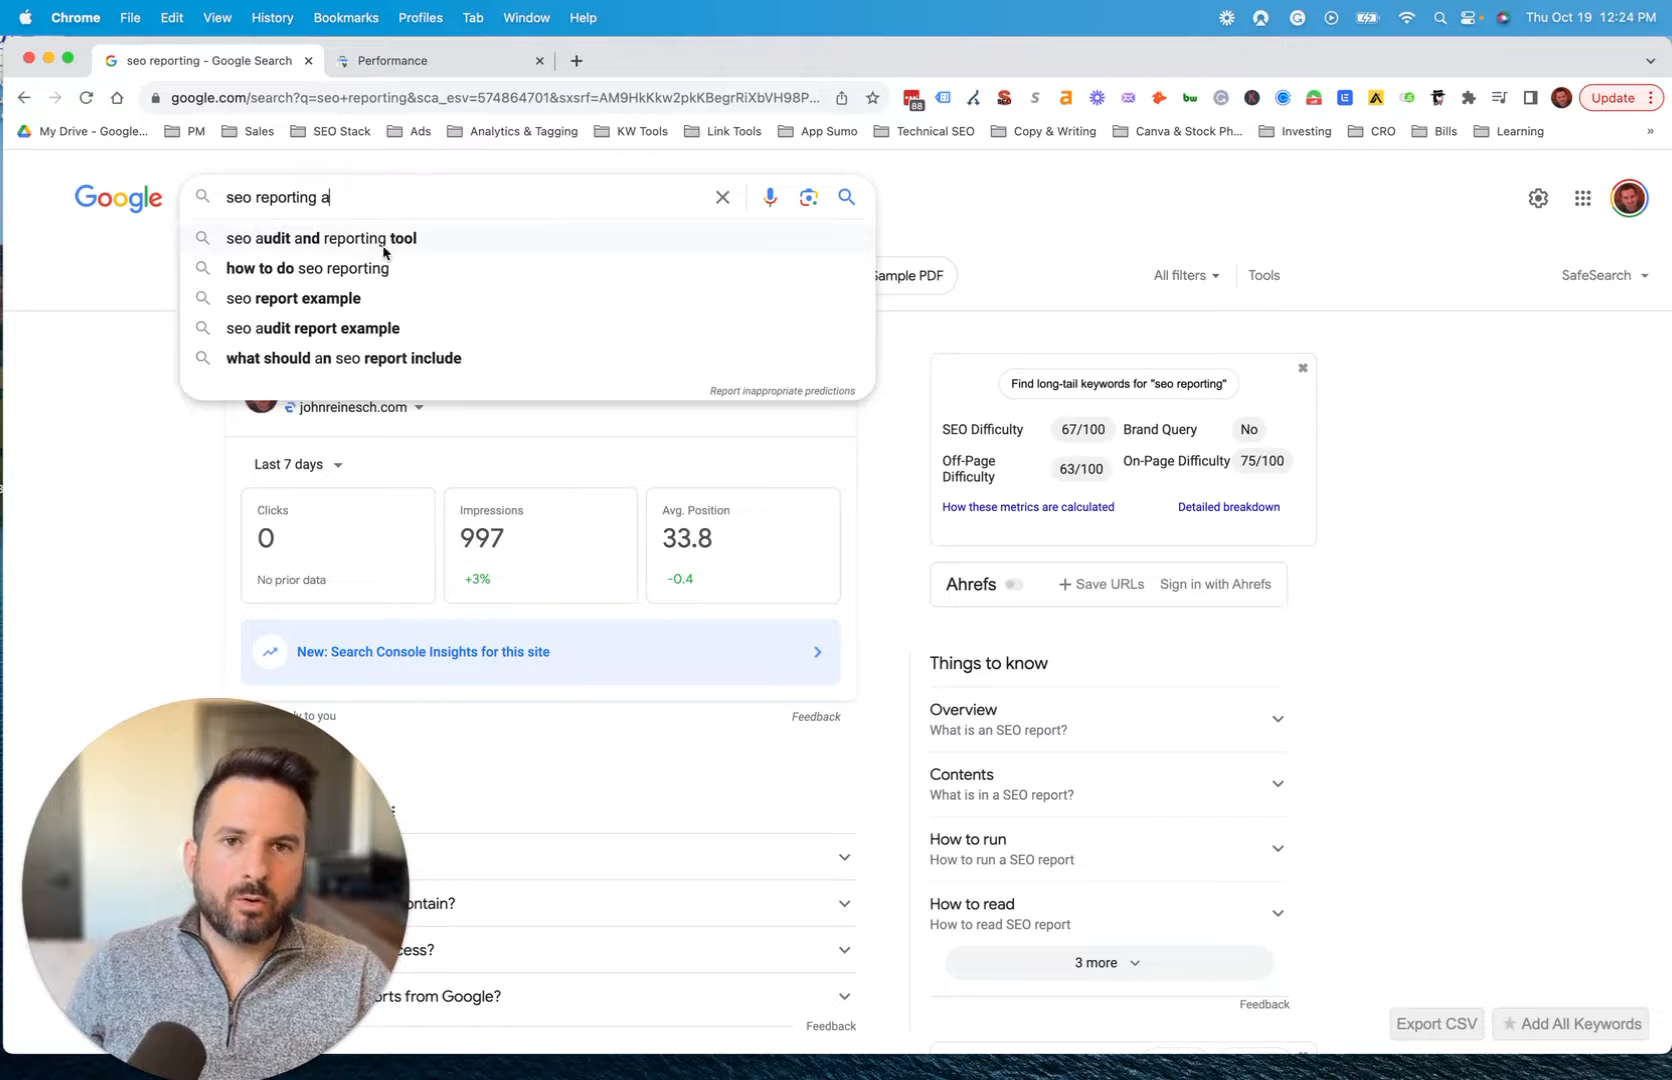 Chrome File Edit View History Bookmarks Profiles Tab Window Help
Thu Oct 19 12:24 PM
seo reporting - Google Search
Performance
google.com/search?q=seo+reporting&sca_esv=574864701&sxsrf=AM9HkKkw2pkKBegrRiXbVH98P...
88
Update
My Drive - Google...
PM
Sales
SEO Stack
Ads
Analytics & Tagging
KW Tools
Link Tools
App Sumo
Technical SEO
Copy & Writing
Canva & Stock Ph...
Investing
CRO
Bills
Learning
»
Google
seo reporting a
seo audit and reporting tool
how to do seo reporting
seo report example
seo audit report example
what should an seo report include
Report inappropriate predictions
Sample PDF
All filters
Tools
SafeSearch
johnreinesch.com
Last 7 days
Clicks
0
No prior data
Impressions
997
+3%
Avg. Position
33.8
-0.4
New: Search Console Insights for this site
ly to you
Feedback
ontain?
cess?
orts from Google?
Feedback
Find long-tail keywords for "seo reporting"
SEO Difficulty 67/100 Brand Query No
Off-Page Difficulty 63/100 On-Page Difficulty 75/100
How these metrics are calculated
Detailed breakdown
Ahrefs
+ Save URLs
Sign in with Ahrefs
Things to know
Overview
What is an SEO report?
Contents
What is in a SEO report?
How to run
How to run a SEO report
How to read
How to read SEO report
3 more
Feedback
Export CSV
Add All Keywords